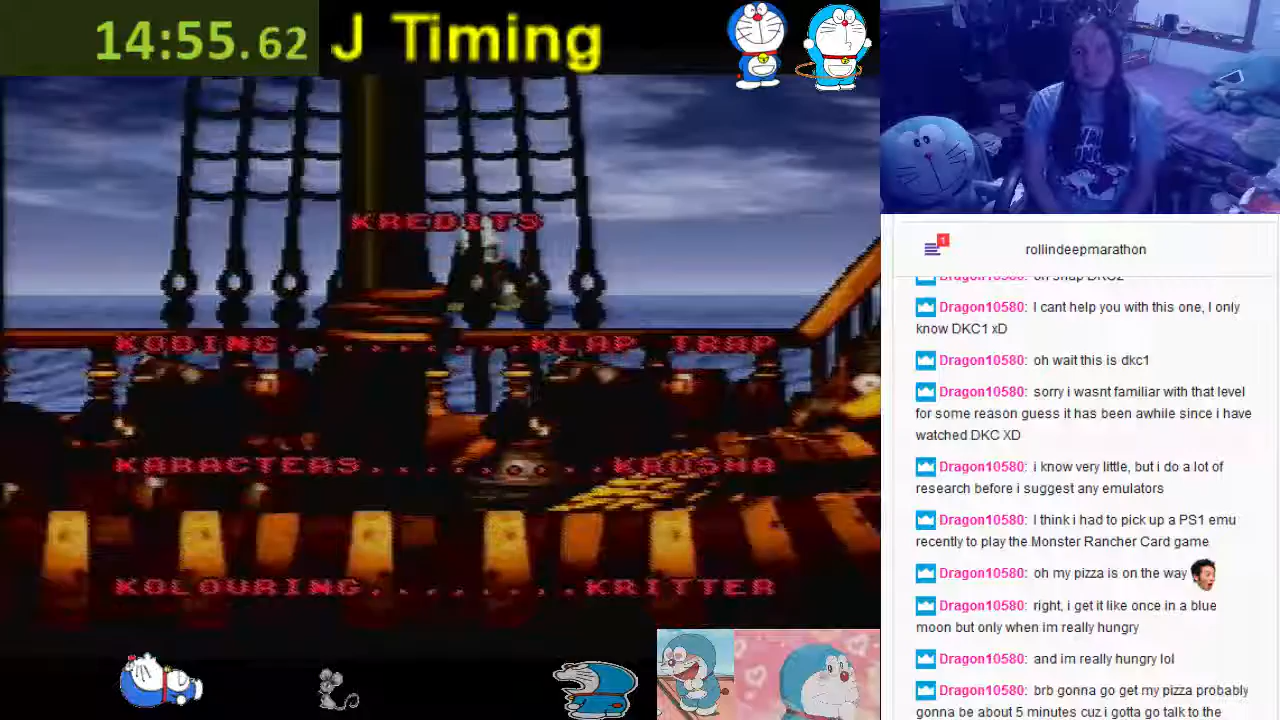 14:55.62
J Timing
KREDITS
KODING..........KLAP TRAP
KARACTERS.........KRUSHA
KOLOURING........KRITTER
1
rollindeepmarathon
Dragon10580: oh snap DKC2
Dragon10580: I cant help you with this one, I only
know DKC1 xD
Dragon10580: oh wait this is dkc1
Dragon10580: sorry i wasnt familiar with that level
for some reason guess it has been awhile since i have
watched DKC XD
Dragon10580: i know very little, but i do a lot of
research before i suggest any emulators
Dragon10580: I think i had to pick up a PS1 emu
recently to play the Monster Rancher Card game
Dragon10580: oh my pizza is on the way
Dragon10580: right, i get it like once in a blue
moon but only when im really hungry
Dragon10580: and im really hungry lol
Dragon10580: brb gonna go get my pizza probably
gonna be about 5 minutes cuz i gotta go talk to the